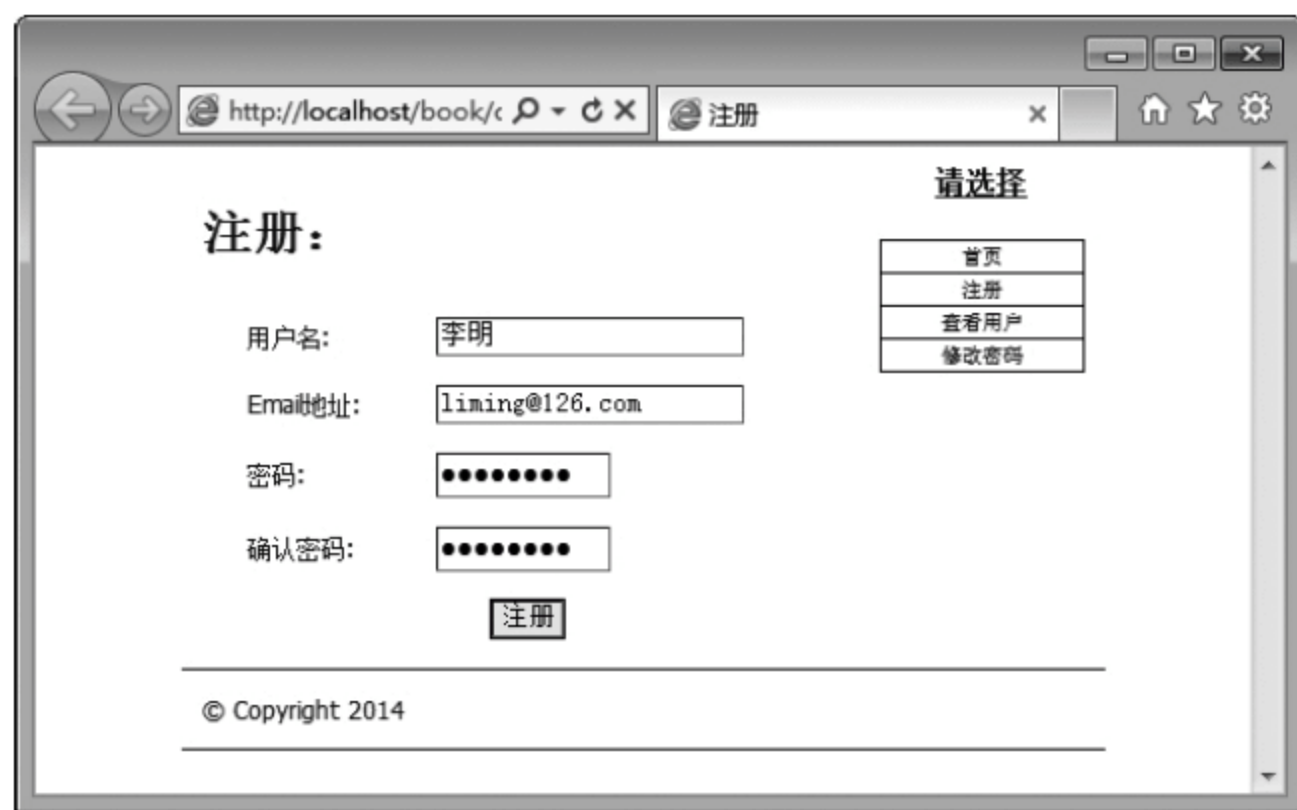 http://localhost/book/c
注册
请选择
注册：
首页
注册
查看用户
修改密码
用户名: 李明
Email地址: liming@126.com
密码: ●●●●●●●●
确认密码: ●●●●●●●●
注册
© Copyright 2014